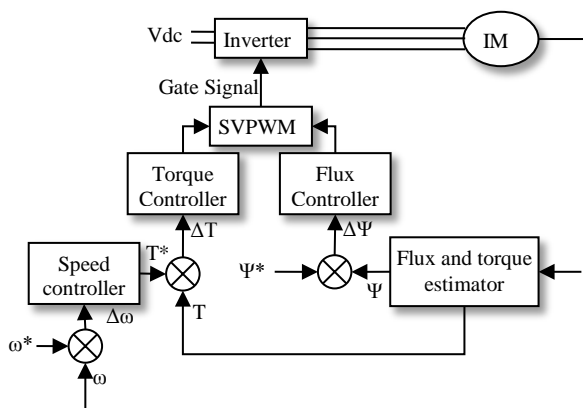 Vdc
Inverter
IM
Gate Signal
SVPWM
Torque
Controller
Flux
Controller
ΔT
ΔΨ
T*
Speed
controller
Ψ*
Ψ
Flux and torque
estimator
T
Δω
ω*
ω